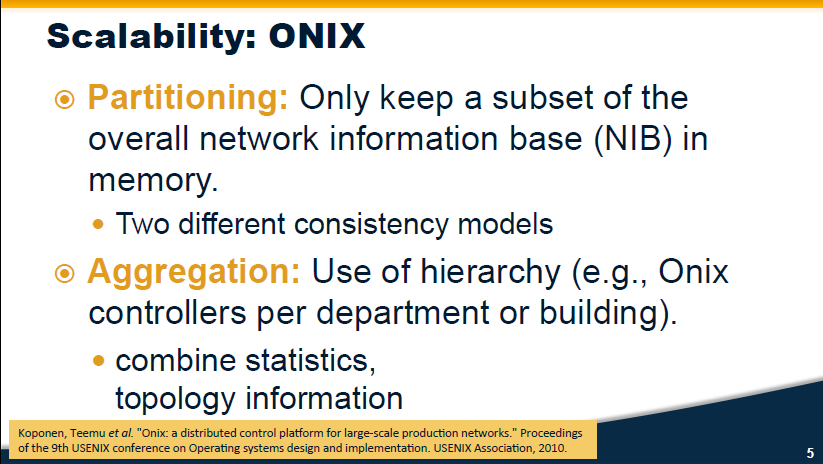 Scalability: ONIX
Partitioning: Only keep a subset of the
overall network information base (NIB) in
memory.
Two different consistency models
Aggregation: Use of hierarchy (e.g., Onix
controllers per department or building).
combine statistics,
topology information
Koponen, Teemu et al. "Onix: a distributed control platform for large-scale production networks." Proceedings
of the 9th USENIX conference on Operating systems design and implementation. USENIX Association, 2010.
5